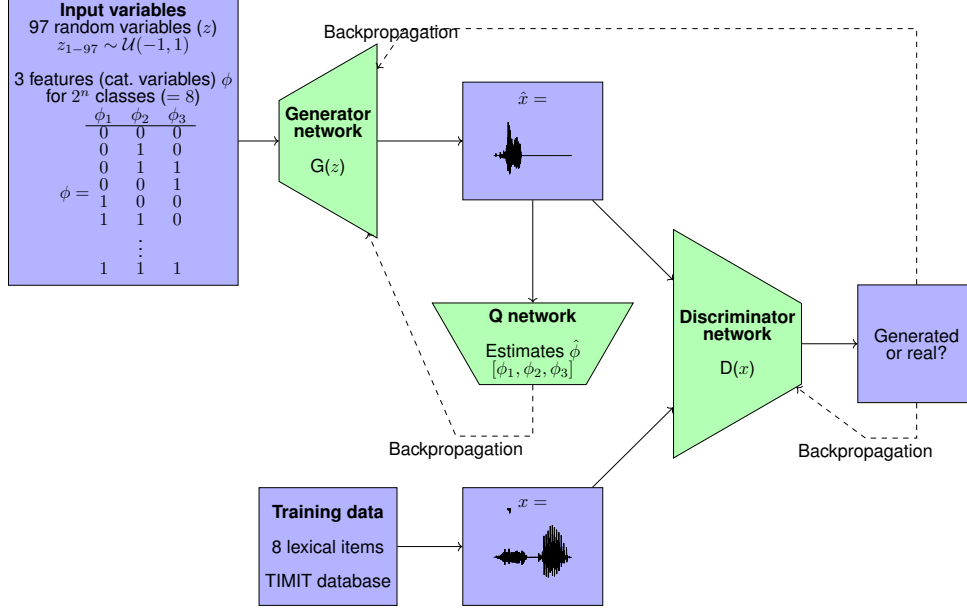 Input variables
97 random variables (z)
z₁₋₉₇ ∼ 𝒰(−1, 1)
3 features (cat. variables) ϕ
for 2ⁿ classes (= 8)
ϕ₁ ϕ₂ ϕ₃
0 0 0
0 1 0
0 1 1
ϕ = 0 0 1
1 0 0
1 1 0
⋮
1 1 1
Backpropagation
Generator
network
G(z)
x̂ =
Q network
Estimates ϕ̂
[ϕ₁, ϕ₂, ϕ₃]
Backpropagation
Discriminator
network
D(x)
Generated
or real?
Backpropagation
Training data
8 lexical items
TIMIT database
x =